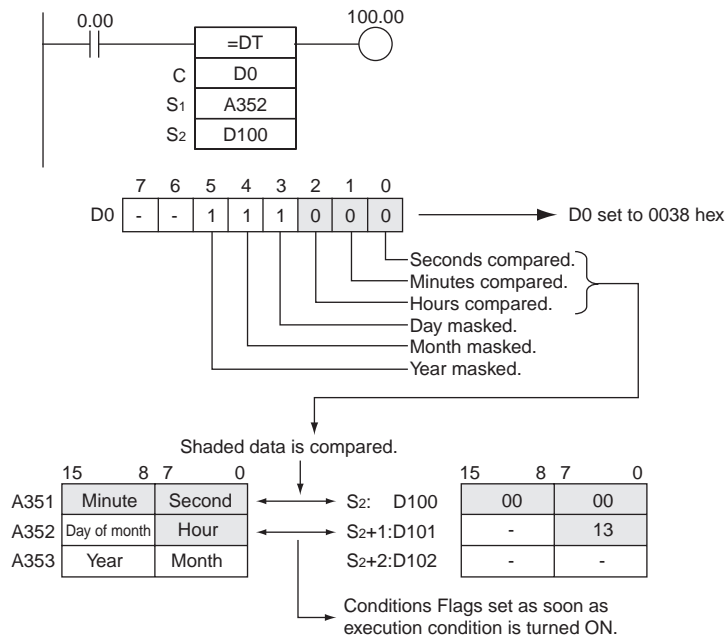 0.00
100.00
=DT
C D0
S1 A352
S2 D100
7 6 5 4 3 2 1 0
D0 - - 1 1 1 0 0 0 D0 set to 0038 hex
Seconds compared.
Minutes compared.
Hours compared.
Day masked.
Month masked.
Year masked.
Shaded data is compared.
15 8 7 0 15 8 7 0
A351 Minute Second S2: D100 00 00
A352 Day of month Hour S2+1:D101 - 13
A353 Year Month S2+2:D102 - -
Conditions Flags set as soon as
execution condition is turned ON.